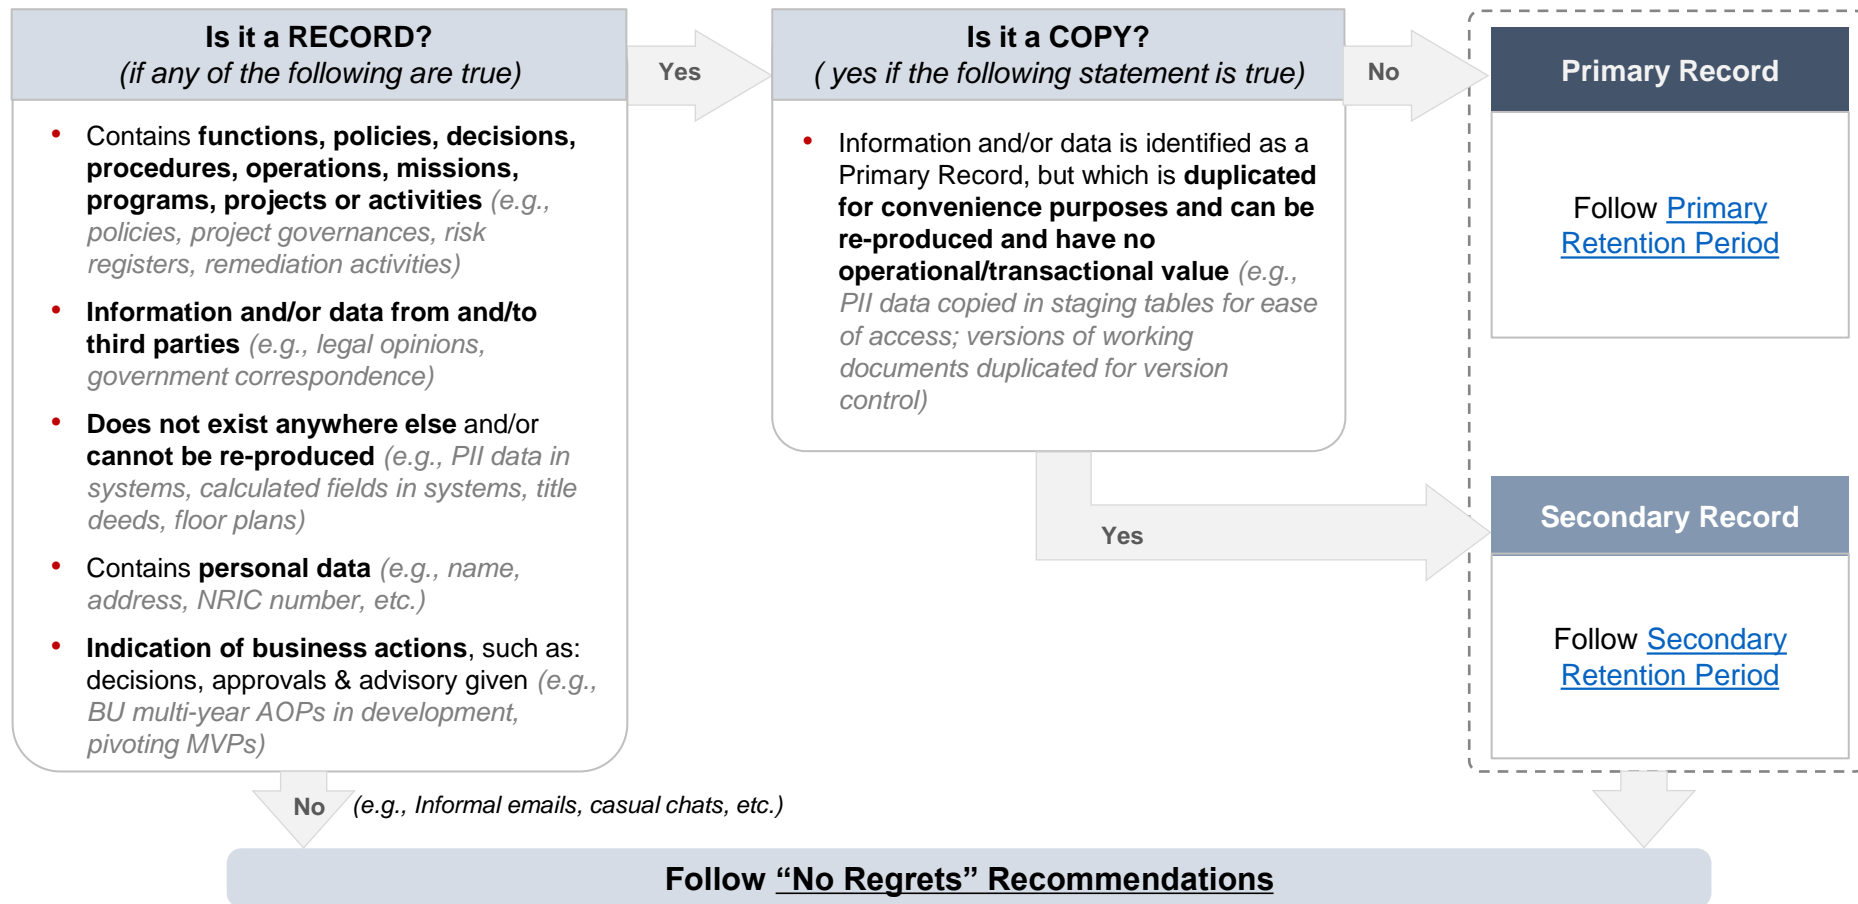 Is it a RECORD?
(if any of the following are true)
• Contains functions, policies, decisions,
procedures, operations, missions,
programs, projects or activities (e.g.,
policies, project governances, risk
registers, remediation activities)
• Information and/or data from and/to
third parties (e.g., legal opinions,
government correspondence)
• Does not exist anywhere else and/or
cannot be re-produced (e.g., PII data in
systems, calculated fields in systems, title
deeds, floor plans)
• Contains personal data (e.g., name,
address, NRIC number, etc.)
• Indication of business actions, such as:
decisions, approvals & advisory given (e.g.,
BU multi-year AOPs in development,
pivoting MVPs)
Yes
Is it a COPY?
( yes if the following statement is true)
• Information and/or data is identified as a
Primary Record, but which is duplicated
for convenience purposes and can be
re-produced and have no
operational/transactional value (e.g.,
PII data copied in staging tables for ease
of access; versions of working
documents duplicated for version
control)
No
Primary Record
Follow Primary
Retention Period
Yes
Secondary Record
Follow Secondary
Retention Period
No
(e.g., Informal emails, casual chats, etc.)
Follow “No Regrets” Recommendations